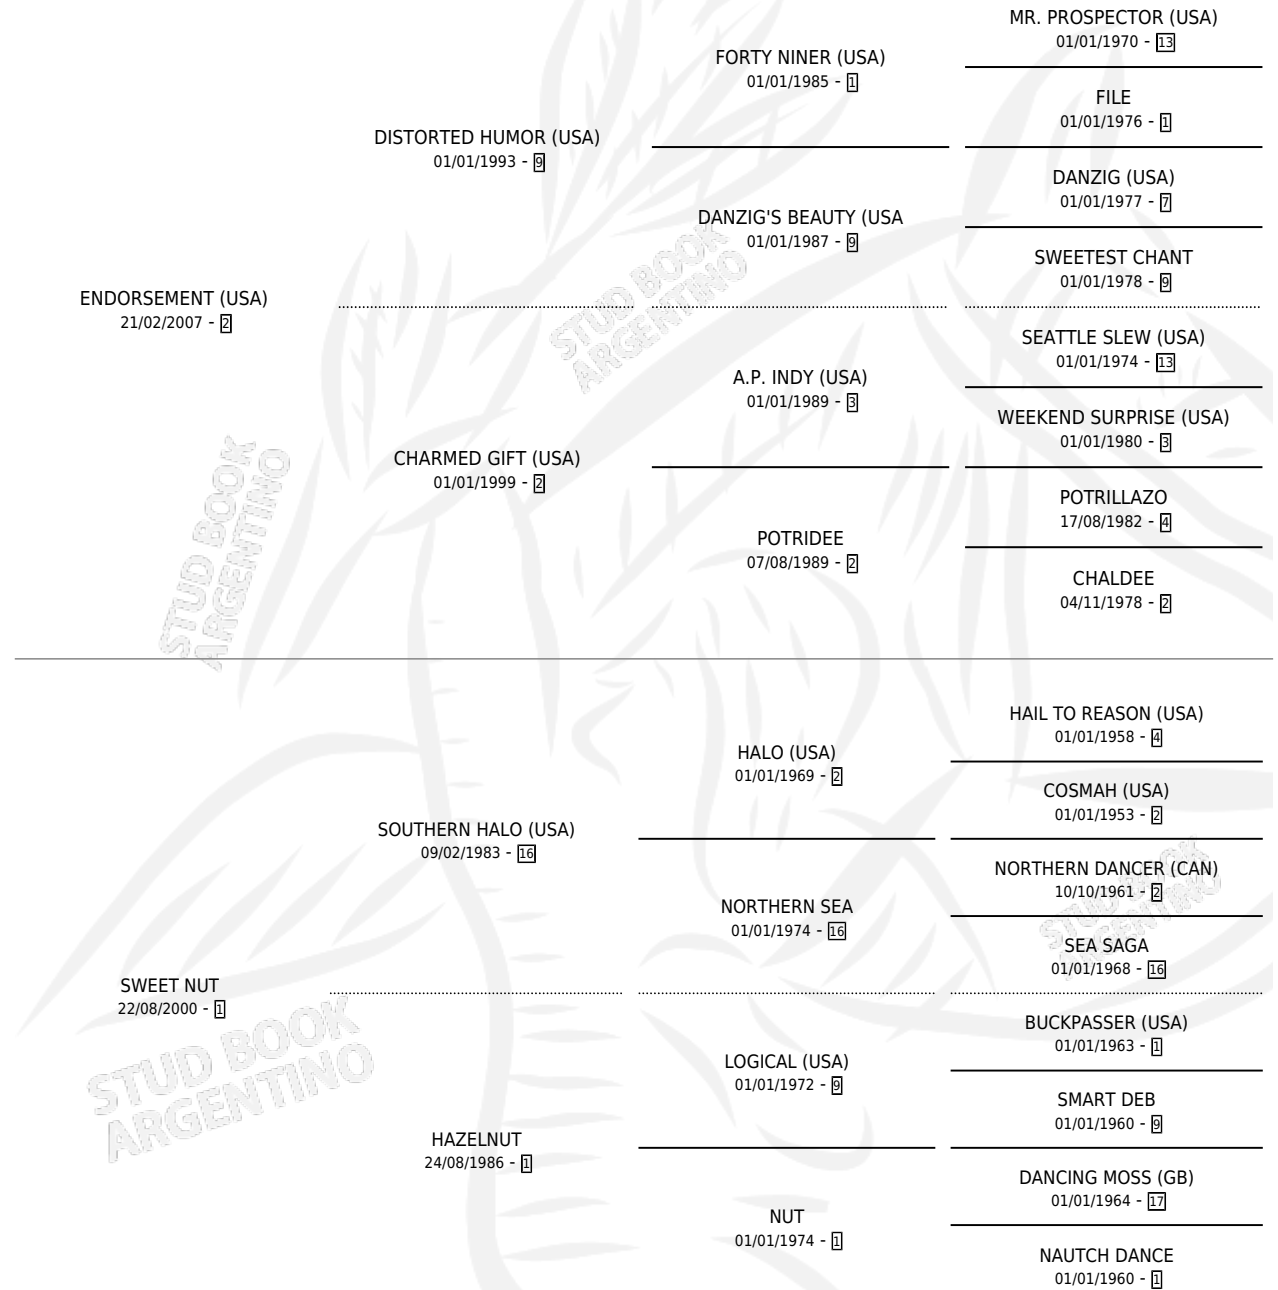 MR. PROSPECTOR (USA)
01/01/1970 - 13
FORTY NINER (USA)
01/01/1985 - 1
FILE
01/01/1976 - 1
DISTORTED HUMOR (USA)
01/01/1993 - 9
DANZIG (USA)
01/01/1977 - 7
DANZIG'S BEAUTY (USA
01/01/1987 - 9
SWEETEST CHANT
01/01/1978 - 9
ENDORSEMENT (USA)
21/02/2007 - 2
STUD BOOK
ARGENTINO
SEATTLE SLEW (USA)
01/01/1974 - 13
A.P. INDY (USA)
01/01/1989 - 3
WEEKEND SURPRISE (USA)
01/01/1980 - 3
CHARMED GIFT (USA)
01/01/1999 - 2
POTRILLAZO
17/08/1982 - 4
POTRIDEE
07/08/1989 - 2
CHALDEE
04/11/1978 - 2
STUD BOOK
ARGENTINO
HAIL TO REASON (USA)
01/01/1958 - 4
HALO (USA)
01/01/1969 - 2
COSMAH (USA)
01/01/1953 - 2
SOUTHERN HALO (USA)
09/02/1983 - 16
NORTHERN DANCER (CAN)
10/10/1961 - 2
NORTHERN SEA
01/01/1974 - 16
SEA SAGA
01/01/1968 - 16
STUD BOOK
ARGENTINO
SWEET NUT
22/08/2000 - 1
STUD BOOK
ARGENTINO
BUCKPASSER (USA)
01/01/1963 - 1
LOGICAL (USA)
01/01/1972 - 9
SMART DEB
01/01/1960 - 9
HAZELNUT
24/08/1986 - 1
DANCING MOSS (GB)
01/01/1964 - 17
NUT
01/01/1974 - 1
NAUTCH DANCE
01/01/1960 - 1